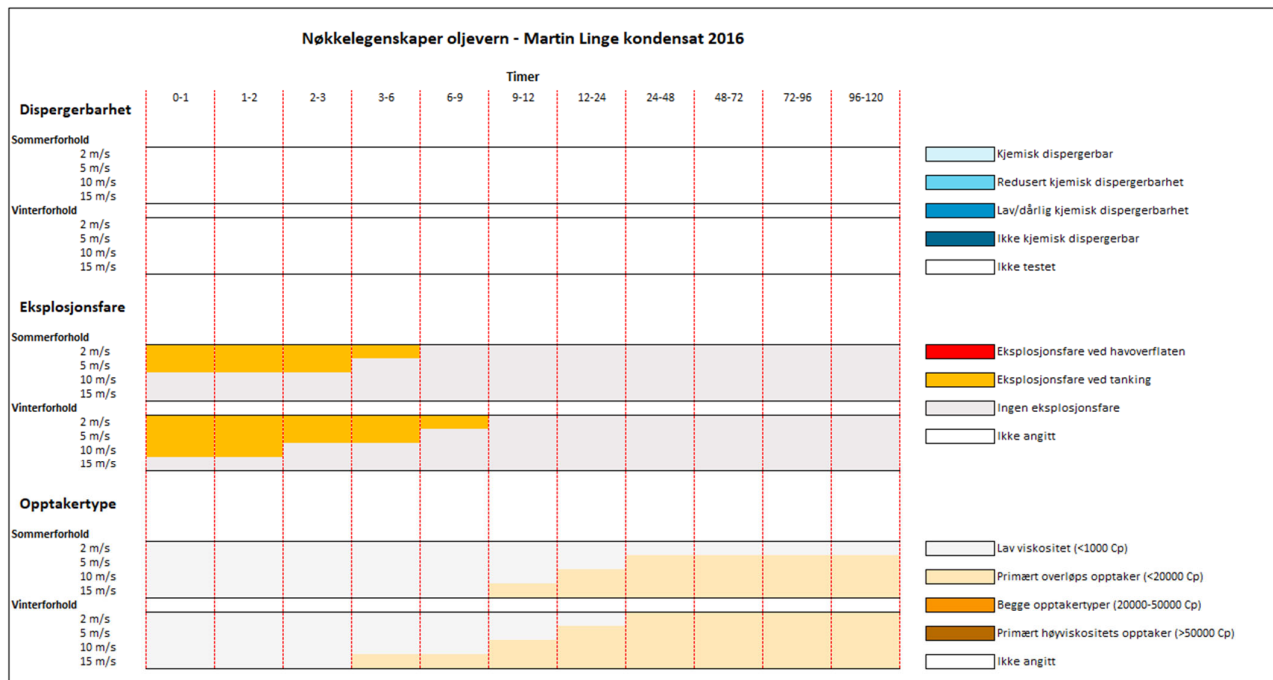 Nøkkelegenskaper oljevern - Martin Linge kondensat 2016
Timer
0-1 1-2 2-3 3-6 6-9 9-12 12-24 24-48 48-72 72-96 96-120
Dispergerbarhet
Sommerforhold
2 m/s
5 m/s
10 m/s
15 m/s
Vinterforhold
2 m/s
5 m/s
10 m/s
15 m/s
Kjemisk dispergerbar
Redusert kjemisk dispergerbarhet
Lav/dårlig kjemisk dispergerbarhet
Ikke kjemisk dispergerbar
Ikke testet
Eksplosjonsfare
Sommerforhold
2 m/s
5 m/s
10 m/s
15 m/s
Vinterforhold
2 m/s
5 m/s
10 m/s
15 m/s
Eksplosjonsfare ved havoverflaten
Eksplosjonsfare ved tanking
Ingen eksplosjonsfare
Ikke angitt
Opptakertype
Sommerforhold
2 m/s
5 m/s
10 m/s
15 m/s
Vinterforhold
2 m/s
5 m/s
10 m/s
15 m/s
Lav viskositet (<1000 Cp)
Primært overløps opptaker (<20000 Cp)
Begge opptakertyper (20000-50000 Cp)
Primært høyviskositets opptaker (>50000 Cp)
Ikke angitt